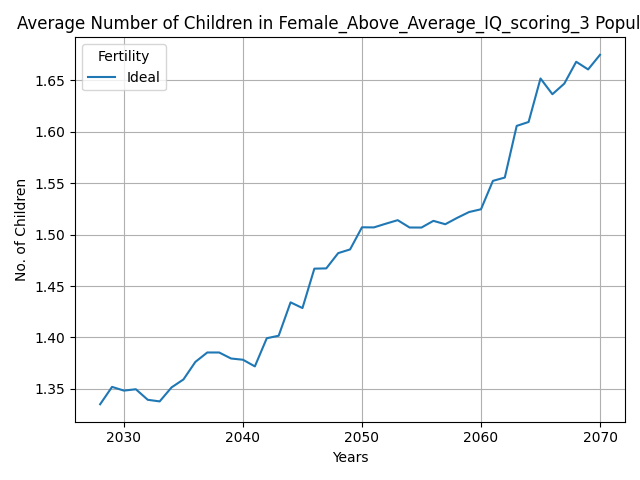 Average Number of Children in Female_Above_Average_IQ_scoring_3 Popul
Fertility
Ideal
No. of Children
1.65
1.60
1.55
1.50
1.45
1.40
1.35
2030 2040 2050 2060 2070
Years